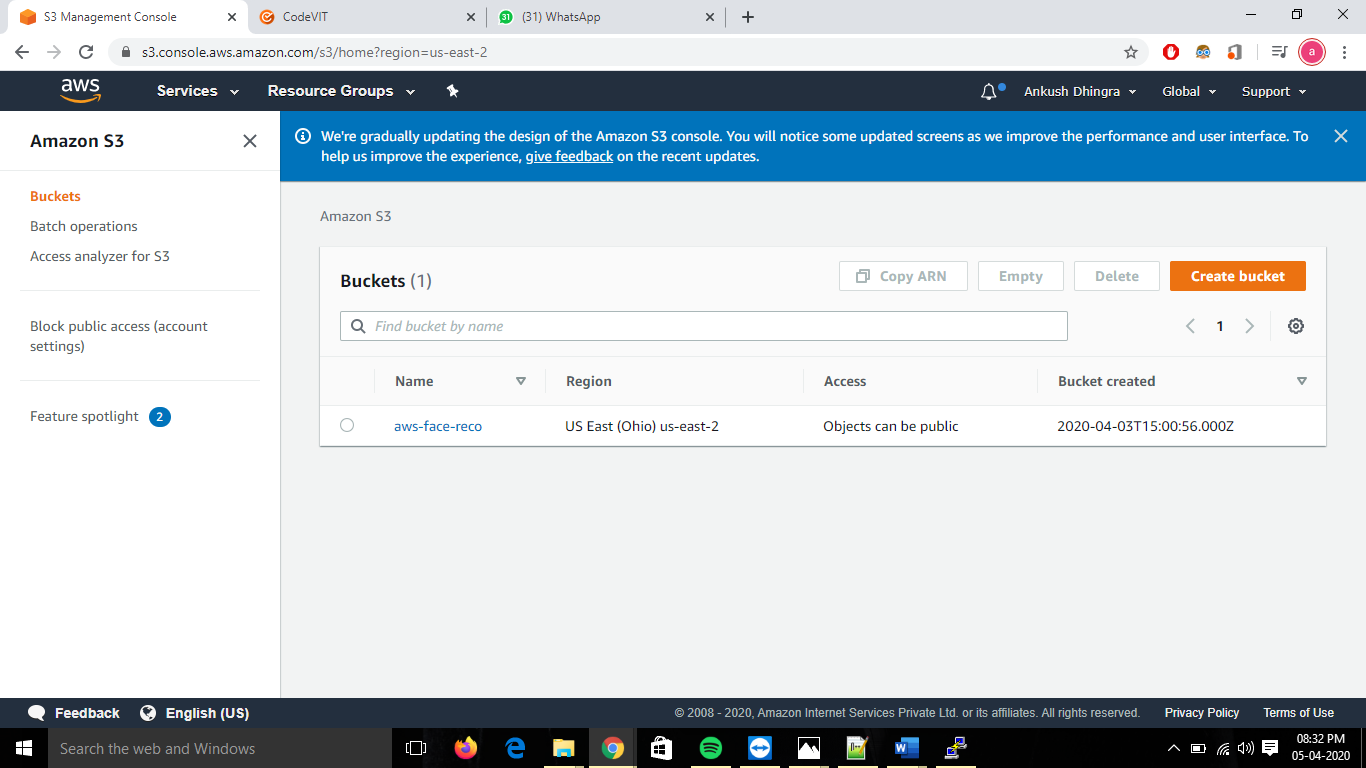 S3 Management Console
CodeVIT
(31) WhatsApp
s3.console.aws.amazon.com/s3/home?region=us-east-2
a
aws
Services
Resource Groups
Ankush Dhingra
Global
Support
Amazon S3
Buckets
Batch operations
Access analyzer for S3
Block public access (account
settings)
Feature spotlight 2
We're gradually updating the design of the Amazon S3 console. You will notice some updated screens as we improve the performance and user interface. To
help us improve the experience, give feedback on the recent updates.
Amazon S3
Buckets (1)
Copy ARN
Empty
Delete
Create bucket
Find bucket by name
1
Name Region Access Bucket created
aws-face-reco US East (Ohio) us-east-2 Objects can be public 2020-04-03T15:00:56.000Z
Feedback
English (US)
© 2008 - 2020, Amazon Internet Services Private Ltd. or its affiliates. All rights reserved.
Privacy Policy
Terms of Use
Search the web and Windows
08:32 PM
05-04-2020